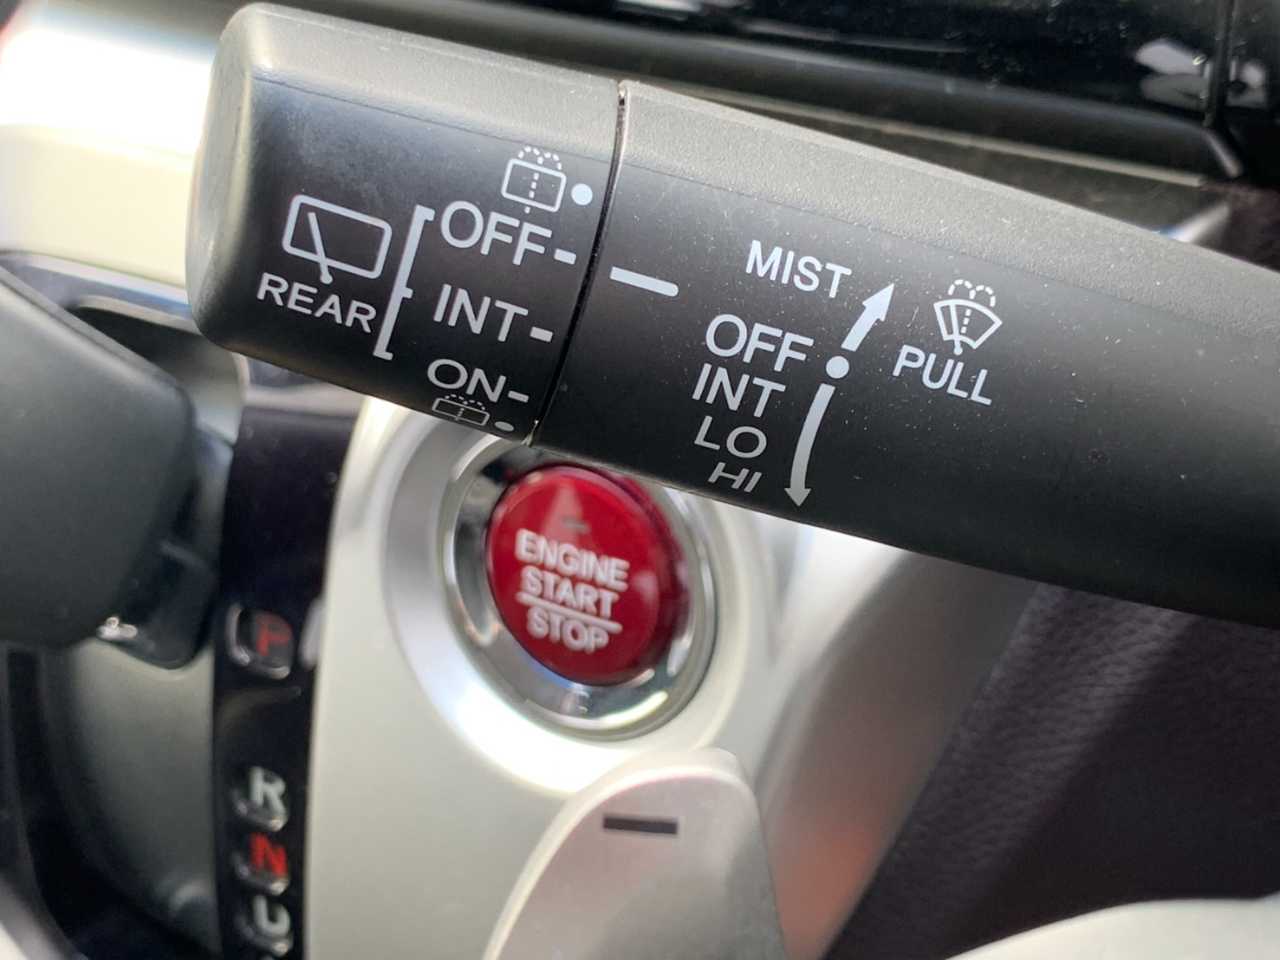 REAR
OFF
INT
ON
MIST
OFF
INT
LO
HI
PULL
ENGINE
START
STOP
P
R
N